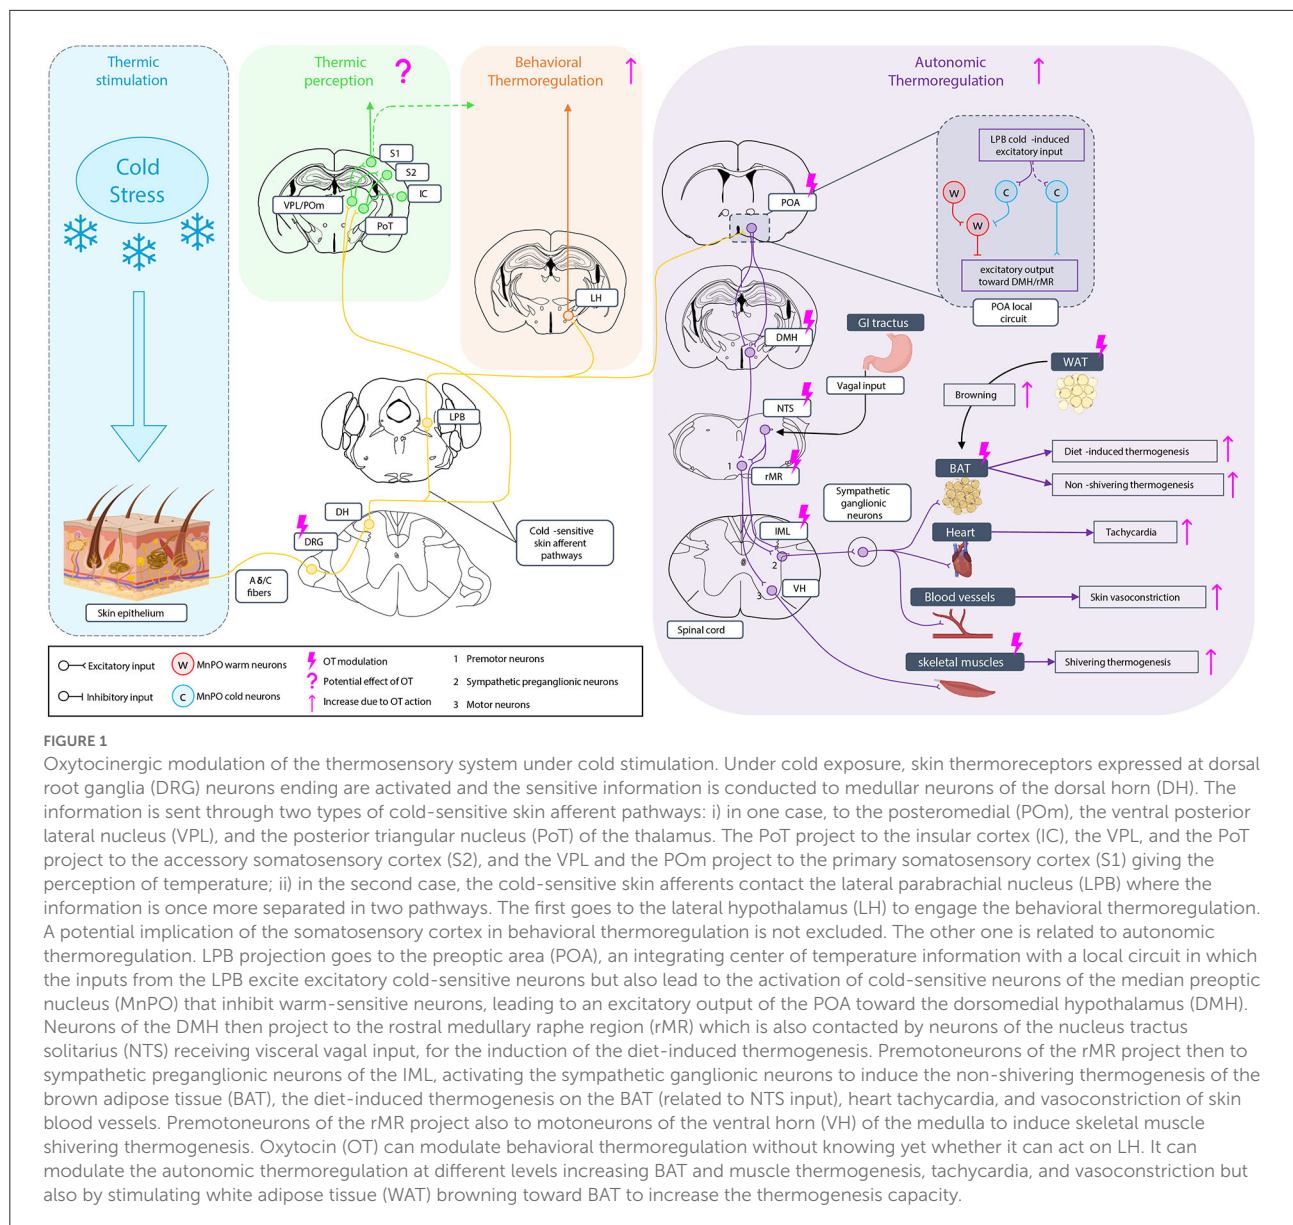 Thermic
stimulation
Cold
Stress
Skin epithelium
Thermic
perception
?
S1
S2
IC
VPL/POm
PoT
Behavioral
Thermoregulation
LH
LPB
DH
DRG
A δ/C
fibers
Cold -sensitive
skin afferent
pathways
Autonomic
Thermoregulation
POA
LPB cold -induced
excitatory input
W
C
C
W
excitatory output
toward DMH/rMR
POA local
circuit
DMH
GI tractus
Vagal input
NTS
1
rMR
WAT
Browning
BAT
Diet -induced thermogenesis
Non -shivering thermogenesis
Sympathetic
ganglionic
neurons
IML
2
Heart
Tachycardia
3
VH
Spinal cord
Blood vessels
Skin vasoconstriction
skeletal muscles
Shivering thermogenesis
Excitatory input
Inhibitory input
W MnPO warm neurons
C MnPO cold neurons
OT modulation
? Potential effect of OT
Increase due to OT action
1 Premotor neurons
2 Sympathetic preganglionic neurons
3 Motor neurons
FIGURE 1
Oxytocinergic modulation of the thermosensory system under cold stimulation. Under cold exposure, skin thermoreceptors expressed at dorsal
root ganglia (DRG) neurons ending are activated and the sensitive information is conducted to medullar neurons of the dorsal horn (DH). The
information is sent through two types of cold-sensitive skin afferent pathways: i) in one case, to the posteromedial (POm), the ventral posterior
lateral nucleus (VPL), and the posterior triangular nucleus (PoT) of the thalamus. The PoT project to the insular cortex (IC), the VPL, and the PoT
project to the accessory somatosensory cortex (S2), and the VPL and the POm project to the primary somatosensory cortex (S1) giving the
perception of temperature; ii) in the second case, the cold-sensitive skin afferents contact the lateral parabrachial nucleus (LPB) where the
information is once more separated in two pathways. The first goes to the lateral hypothalamus (LH) to engage the behavioral thermoregulation.
A potential implication of the somatosensory cortex in behavioral thermoregulation is not excluded. The other one is related to autonomic
thermoregulation. LPB projection goes to the preoptic area (POA), an integrating center of temperature information with a local circuit in which
the inputs from the LPB excite excitatory cold-sensitive neurons but also lead to the activation of cold-sensitive neurons of the median preoptic
nucleus (MnPO) that inhibit warm-sensitive neurons, leading to an excitatory output of the POA toward the dorsomedial hypothalamus (DMH).
Neurons of the DMH then project to the rostral medullary raphe region (rMR) which is also contacted by neurons of the nucleus tractus
solitarius (NTS) receiving visceral vagal input, for the induction of the diet-induced thermogenesis. Premotoneurons of the rMR project then to
sympathetic preganglionic neurons of the IML, activating the sympathetic ganglionic neurons to induce the non-shivering thermogenesis of the
brown adipose tissue (BAT), the diet-induced thermogenesis on the BAT (related to NTS input), heart tachycardia, and vasoconstriction of skin
blood vessels. Premotoneurons of the rMR project also to motoneurons of the ventral horn (VH) of the medulla to induce skeletal muscle
shivering thermogenesis. Oxytocin (OT) can modulate behavioral thermoregulation without knowing yet whether it can act on LH. It can
modulate the autonomic thermoregulation at different levels increasing BAT and muscle thermogenesis, tachycardia, and vasoconstriction but
also by stimulating white adipose tissue (WAT) browning toward BAT to increase the thermogenesis capacity.